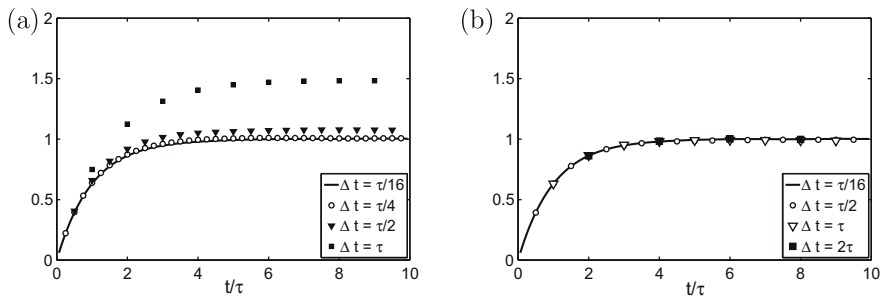 (a)
2
1.5
1
0.5
0
0 2 4 6 8 10
t/τ
Δ t = τ/16
Δ t = τ/4
Δ t = τ/2
Δ t = τ
(b)
2
1.5
1
0.5
0
0 2 4 6 8 10
t/τ
Δ t = τ/16
Δ t = τ/2
Δ t = τ
Δ t = 2τ